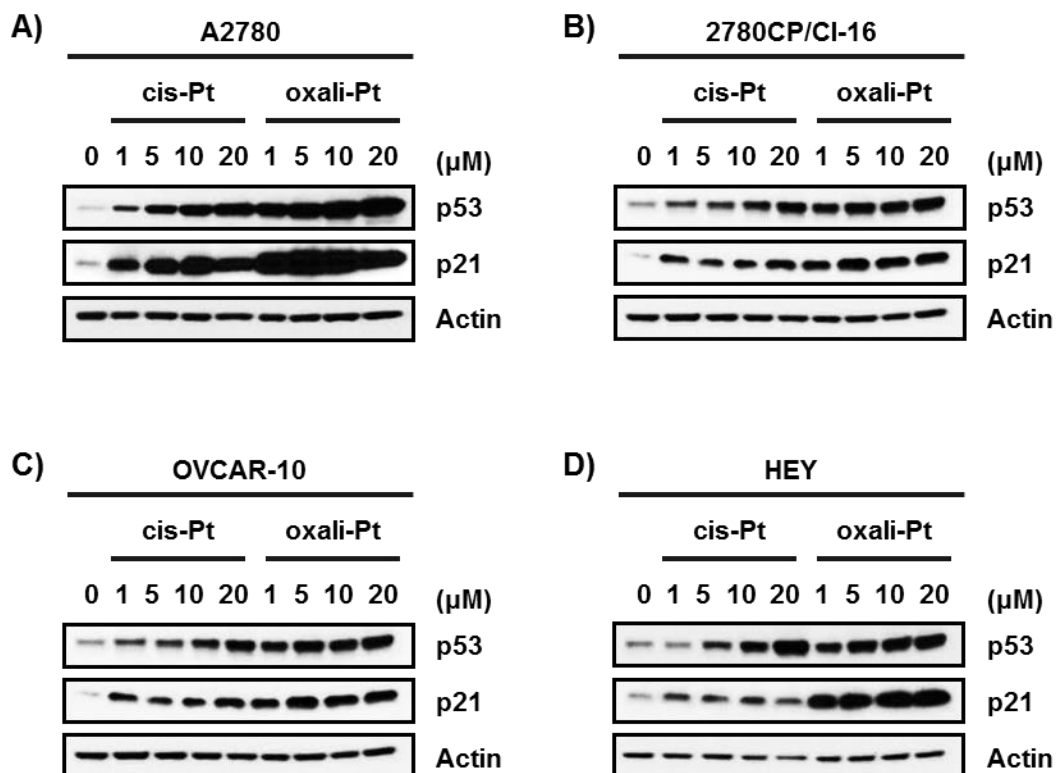 A)
A2780
cis-Pt oxali-Pt
0 1 5 10 20 1 5 10 20 (µM)
p53
p21
Actin
B)
2780CP/CI-16
cis-Pt oxali-Pt
0 1 5 10 20 1 5 10 20 (µM)
p53
p21
Actin
C)
OVCAR-10
cis-Pt oxali-Pt
0 1 5 10 20 1 5 10 20 (µM)
p53
p21
Actin
D)
HEY
cis-Pt oxali-Pt
0 1 5 10 20 1 5 10 20 (µM)
p53
p21
Actin